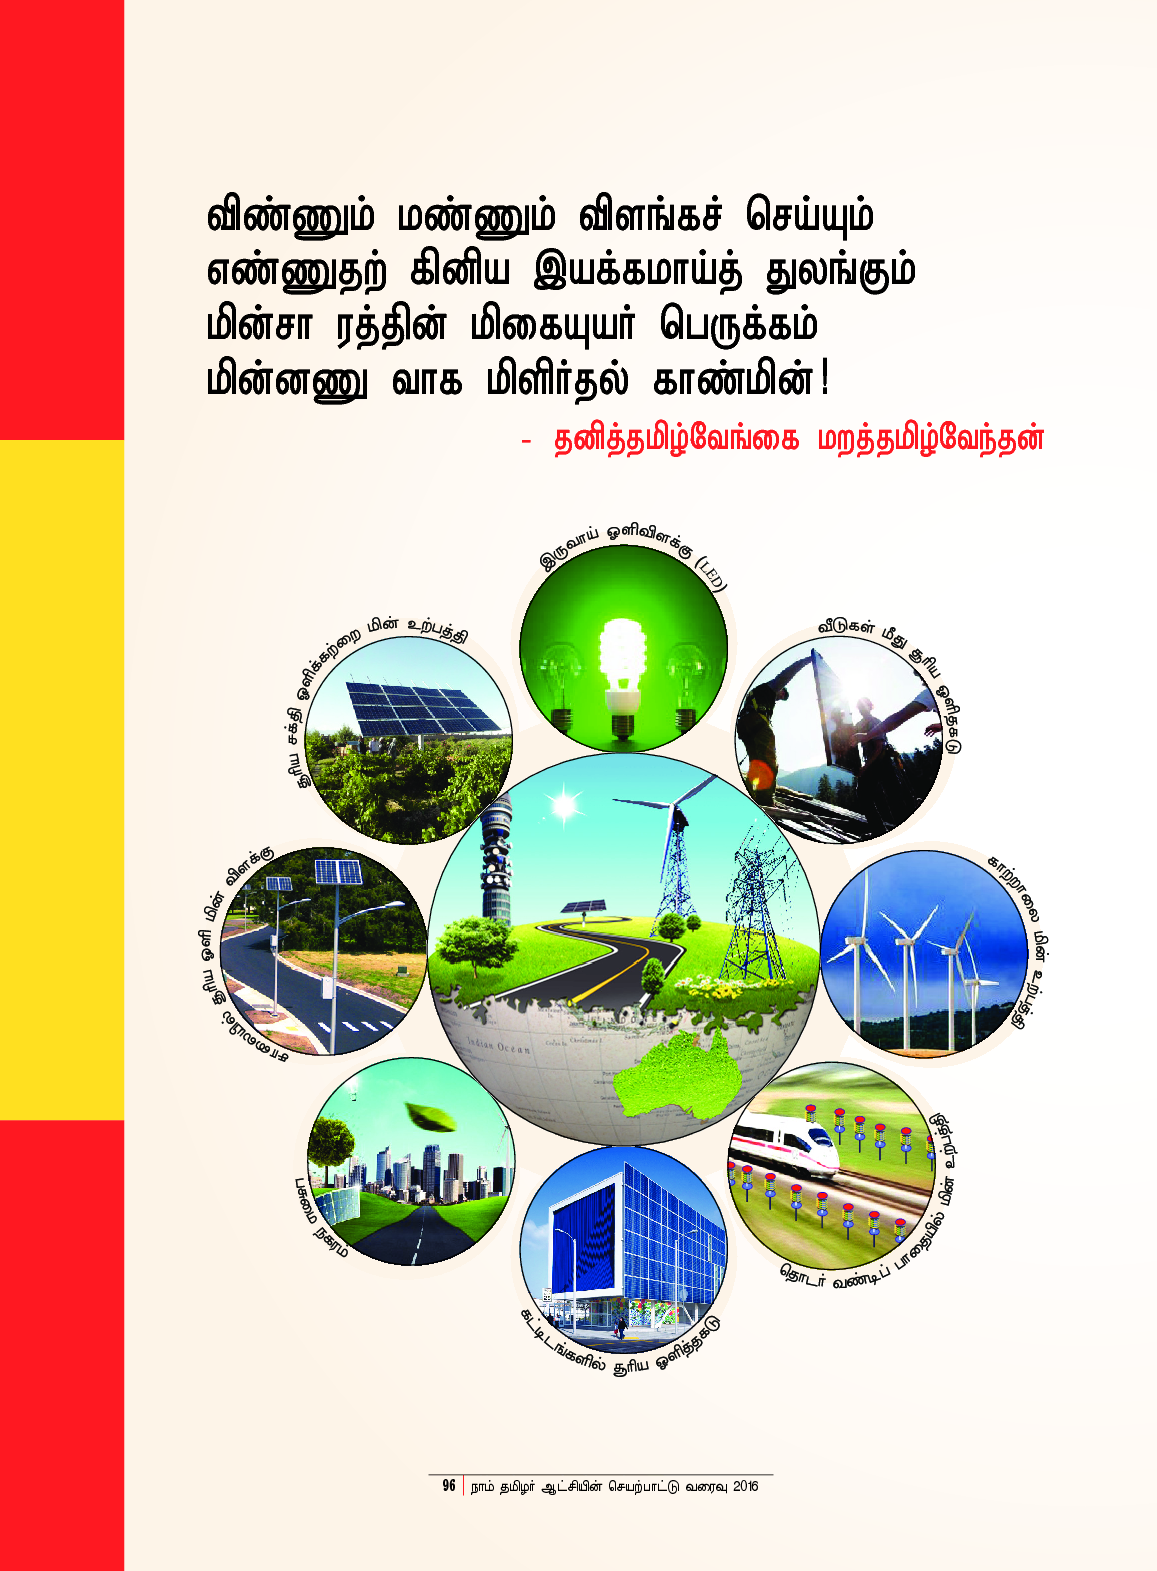 விண்ணும் மண்ணும் விளங்கச் செய்யும்
எண்ணுதற் கினிய இயக்கமாய்த் துலங்கும்
மின்சா ரத்தின் மிகையுயர் பெருக்கம்
மின்னணு வாக மிளிர்தல் காண்மின்!
- தனித்தமிழ்வேங்கை மறத்தமிழ்வேந்தன்
இருவாய் ஒளிவிளக்கு (LED)
சூரிய சக்தி ஒளிக்கற்றை மின் உற்பத்தி
வீடுகள் மீது சூரிய ஒளிதகடு
சாலையில் சூரிய ஒளி மின் விளக்கு
காற்றாலை மின் உற்பத்தி
Indian Ocean
பசுமை நகரம்
தொடர் வண்டிப் பாதையில் மின் உற்பத்தி
கட்டிடங்களில் சூரிய ஒளித்தகடு
96 நாம் தமிழர் ஆட்சியின் செயற்பாட்டு வரைவு 2016